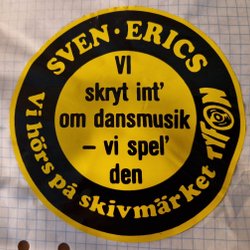 SVEN·ERICS
VI
skryt int'
om dansmusik
– vi spel'
den
Vi hörs på skivmärket TYFON